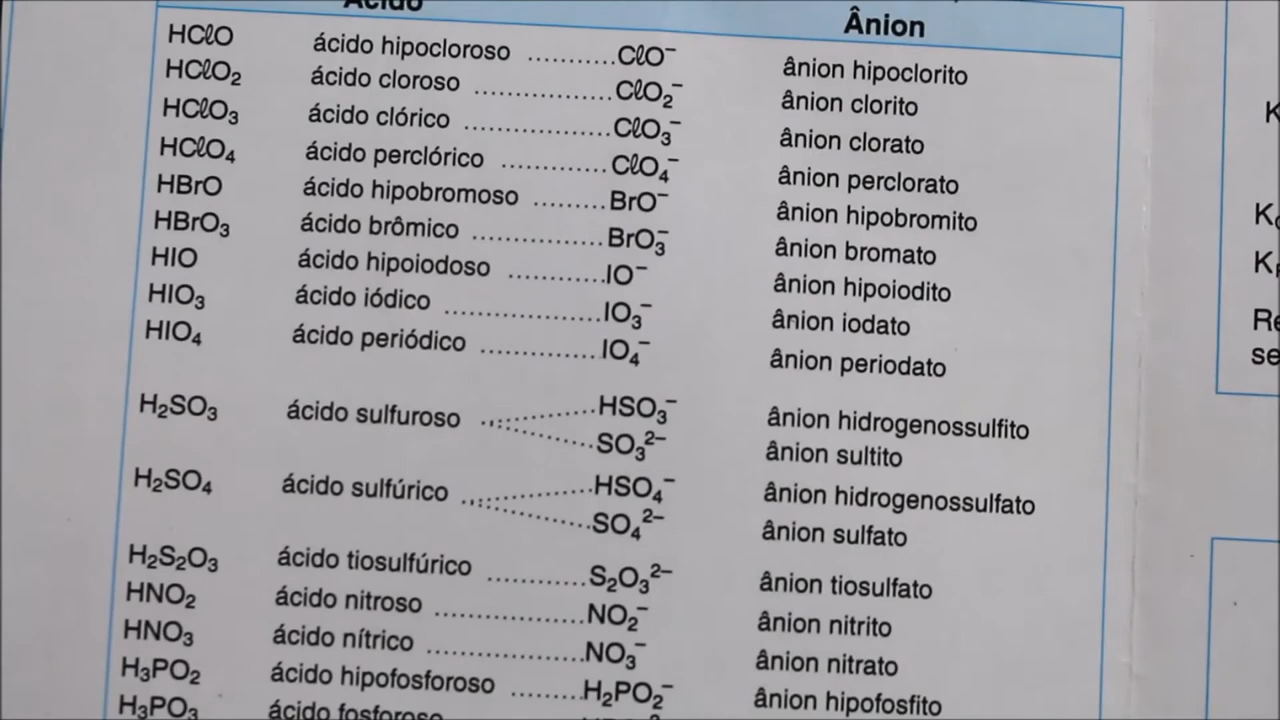 Ácido Ânion
HClO ácido hipocloroso ........... ClO⁻ ânion hipoclorito
HClO₂ ácido cloroso ................. ClO₂⁻ ânion clorito
HClO₃ ácido clórico .................. ClO₃⁻ ânion clorato
HClO₄ ácido perclórico ............. ClO₄⁻ ânion perclorato
HBrO ácido hipobromoso ......... BrO⁻ ânion hipobromito
HBrO₃ ácido brômico ................ BrO₃⁻ ânion bromato
HIO ácido hipoiodoso ............ IO⁻ ânion hipoiodito
HIO₃ ácido iódico .................... IO₃⁻ ânion iodato
HIO₄ ácido periódico ............... IO₄⁻ ânion periodato
H₂SO₃ ácido sulfuroso ........ HSO₃⁻ ânion hidrogenossulfito
SO₃²⁻ ânion sultito
H₂SO₄ ácido sulfúrico ........ HSO₄⁻ ânion hidrogenossulfato
SO₄²⁻ ânion sulfato
H₂S₂O₃ ácido tiosulfúrico ............ S₂O₃²⁻ ânion tiosulfato
HNO₂ ácido nitroso .................. NO₂⁻ ânion nitrito
HNO₃ ácido nítrico ................... NO₃⁻ ânion nitrato
H₃PO₂ ácido hipofosforoso ......... H₂PO₂⁻ ânion hipofosfito
H₃PO₃ ácido fosforoso